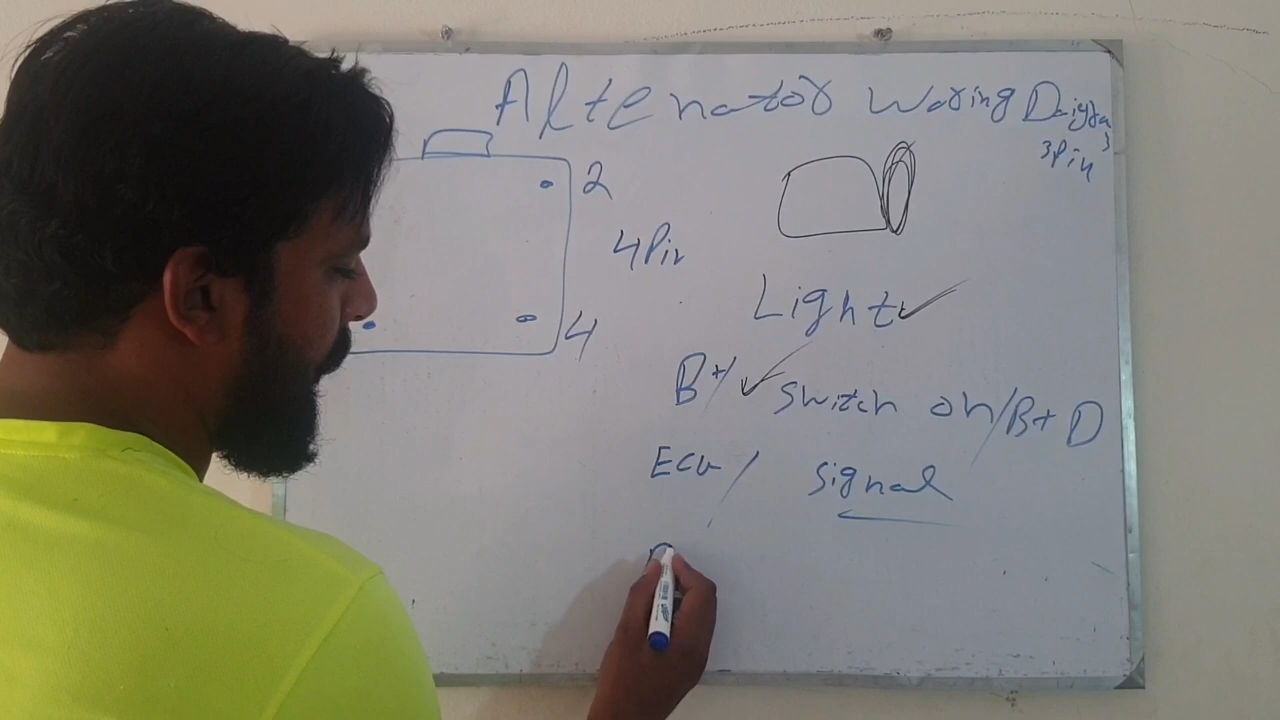 Alternator Waring Daigra
3Pin
2
4Pin
4
Light
B+/ Switch on/B+ D
Ecu / Signal